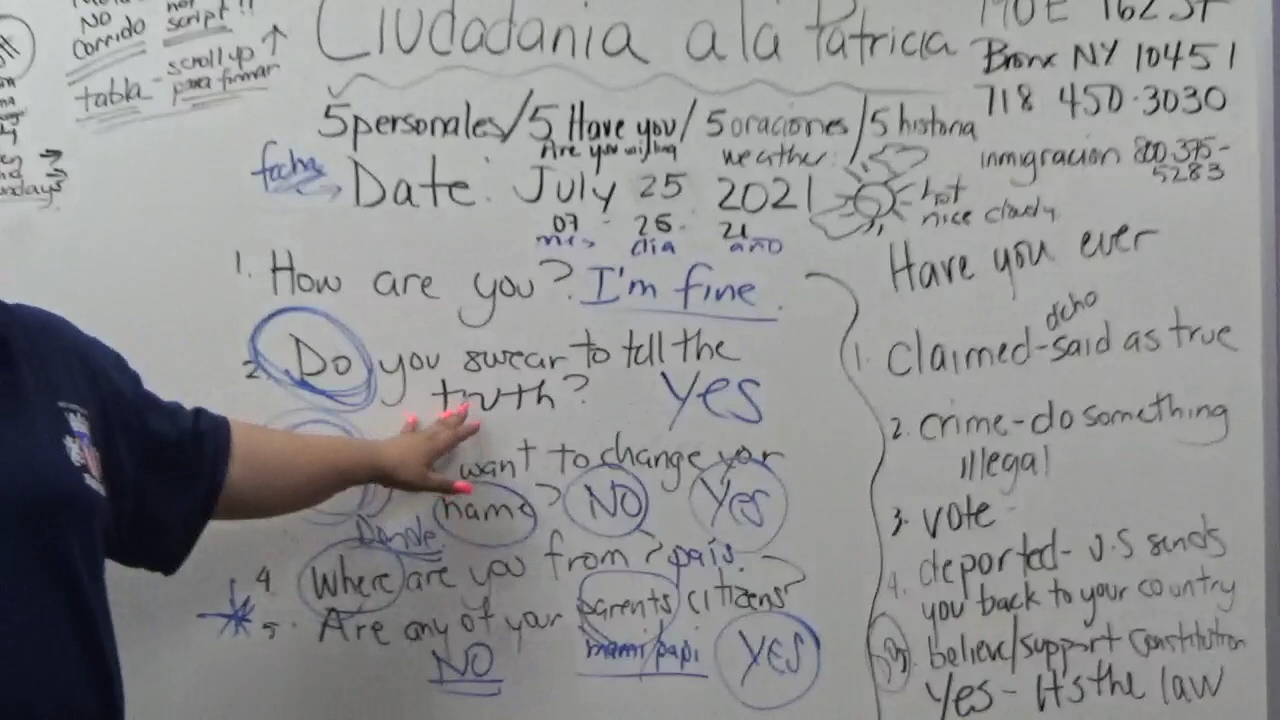 NO
not
corrido
script!!
tabla - scroll up
para firmar
Ciudadania a la Patricia
Bronx NY 10451
718 450.3030
5 personales/5 Have you/5 oraciones/5 historia
Are you willing
weather:
inmigracion 800.375-
5283
fecha
Date: July 25 2021
hot
nice cloudy
07 - 25 - 21
mes dia año
1. How are you? I'm fine.
2. Do you swear to tell the
truth? Yes
want to change your
name? NO Yes
Donde
4 Where are you from? pais.
5. Are any of your parents citizens?
NO mami/papi YES
Have you ever
dcho
1. Claimed-said as true
2. crime-do something
illegal
3. vote
4. deported- U.S sends
you back to your country
5. believe/support constitution
Yes - It's the law